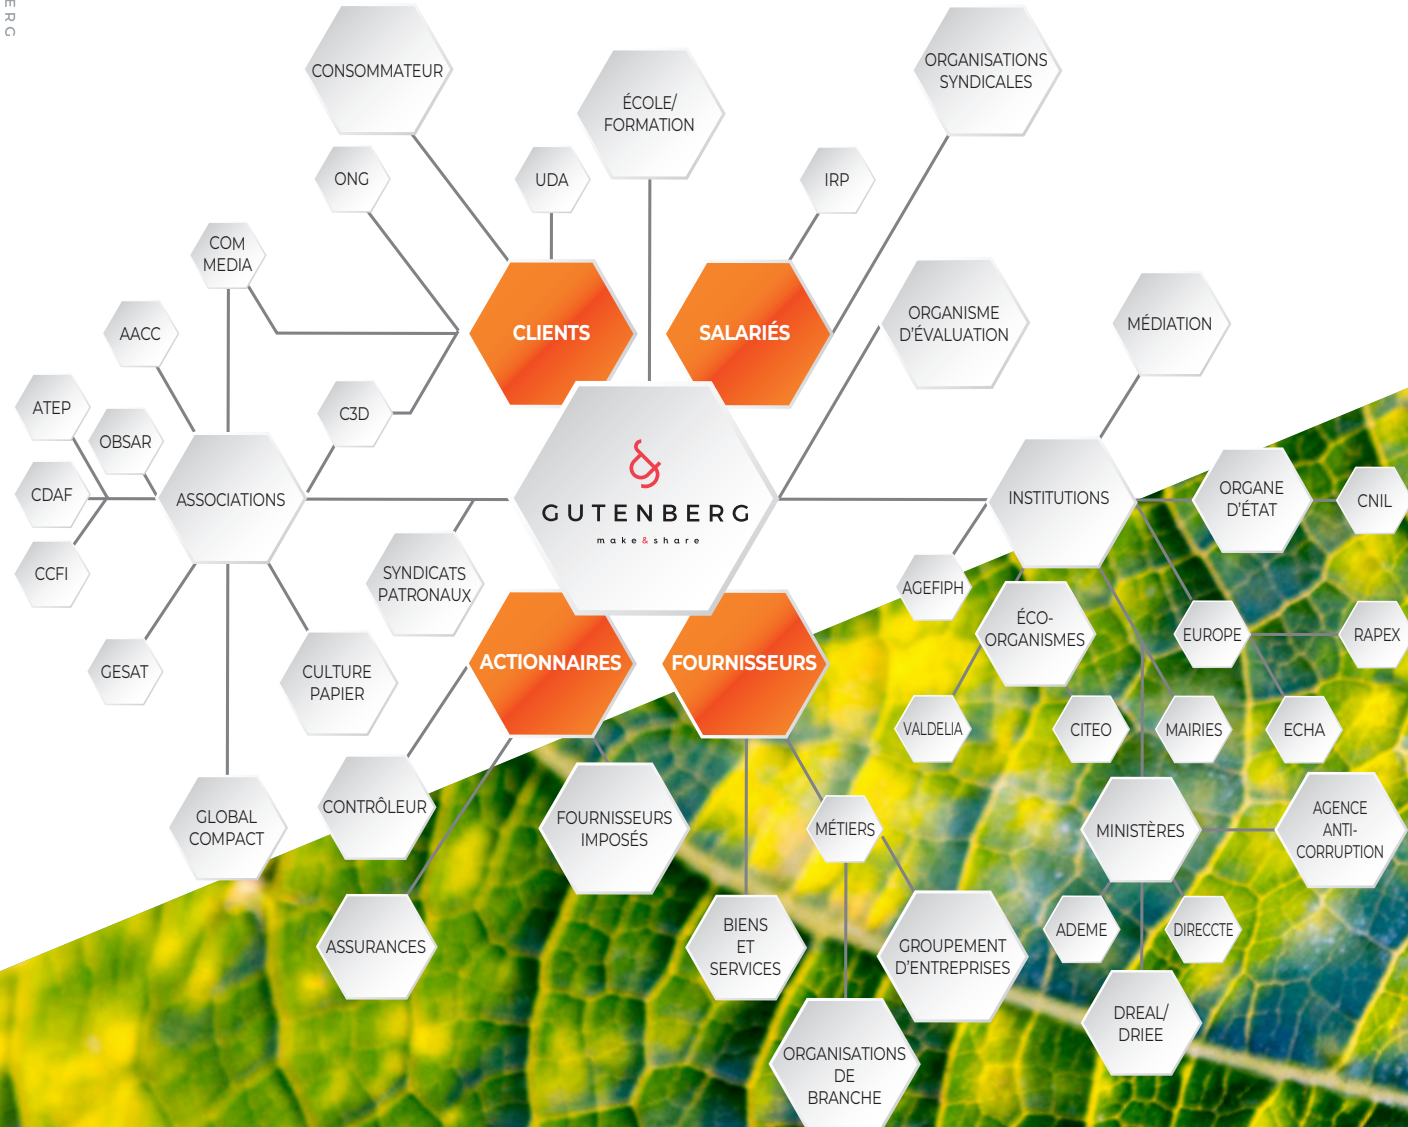 ERG
CONSOMMATEUR
ORGANISATIONS
SYNDICALES
ÉCOLE/
FORMATION
ONG
UDA
IRP
COM
MEDIA
AACC
CLIENTS
SALARIÉS
ORGANISME
D'ÉVALUATION
MÉDIATION
ATEP
OBSAR
C3D
CDAF
ASSOCIATIONS
GUTENBERG
make&share
INSTITUTIONS
ORGANE
D'ÉTAT
CNIL
CCFI
SYNDICATS
PATRONAUX
AGEFIPH
ÉCO-
ORGANISMES
EUROPE
RAPEX
GESAT
CULTURE
PAPIER
ACTIONNAIRES
FOURNISSEURS
VALDELIA
CITEO
MAIRIES
ECHA
GLOBAL
COMPACT
CONTRÔLEUR
FOURNISSEURS
IMPOSÉS
MÉTIERS
MINISTÈRES
AGENCE
ANTI-
CORRUPTION
ASSURANCES
BIENS
ET
SERVICES
GROUPEMENT
D'ENTREPRISES
ADEME
DIRECCTE
ORGANISATIONS
DE
BRANCHE
DREAL/
DRIEE